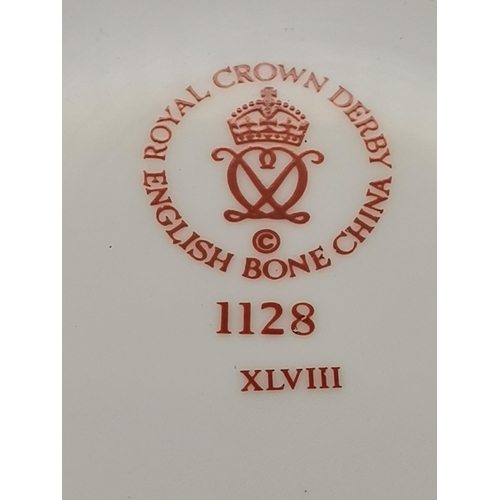 ROYAL CROWN DERBY
ENGLISH BONE CHINA
©
1128
XLVIII